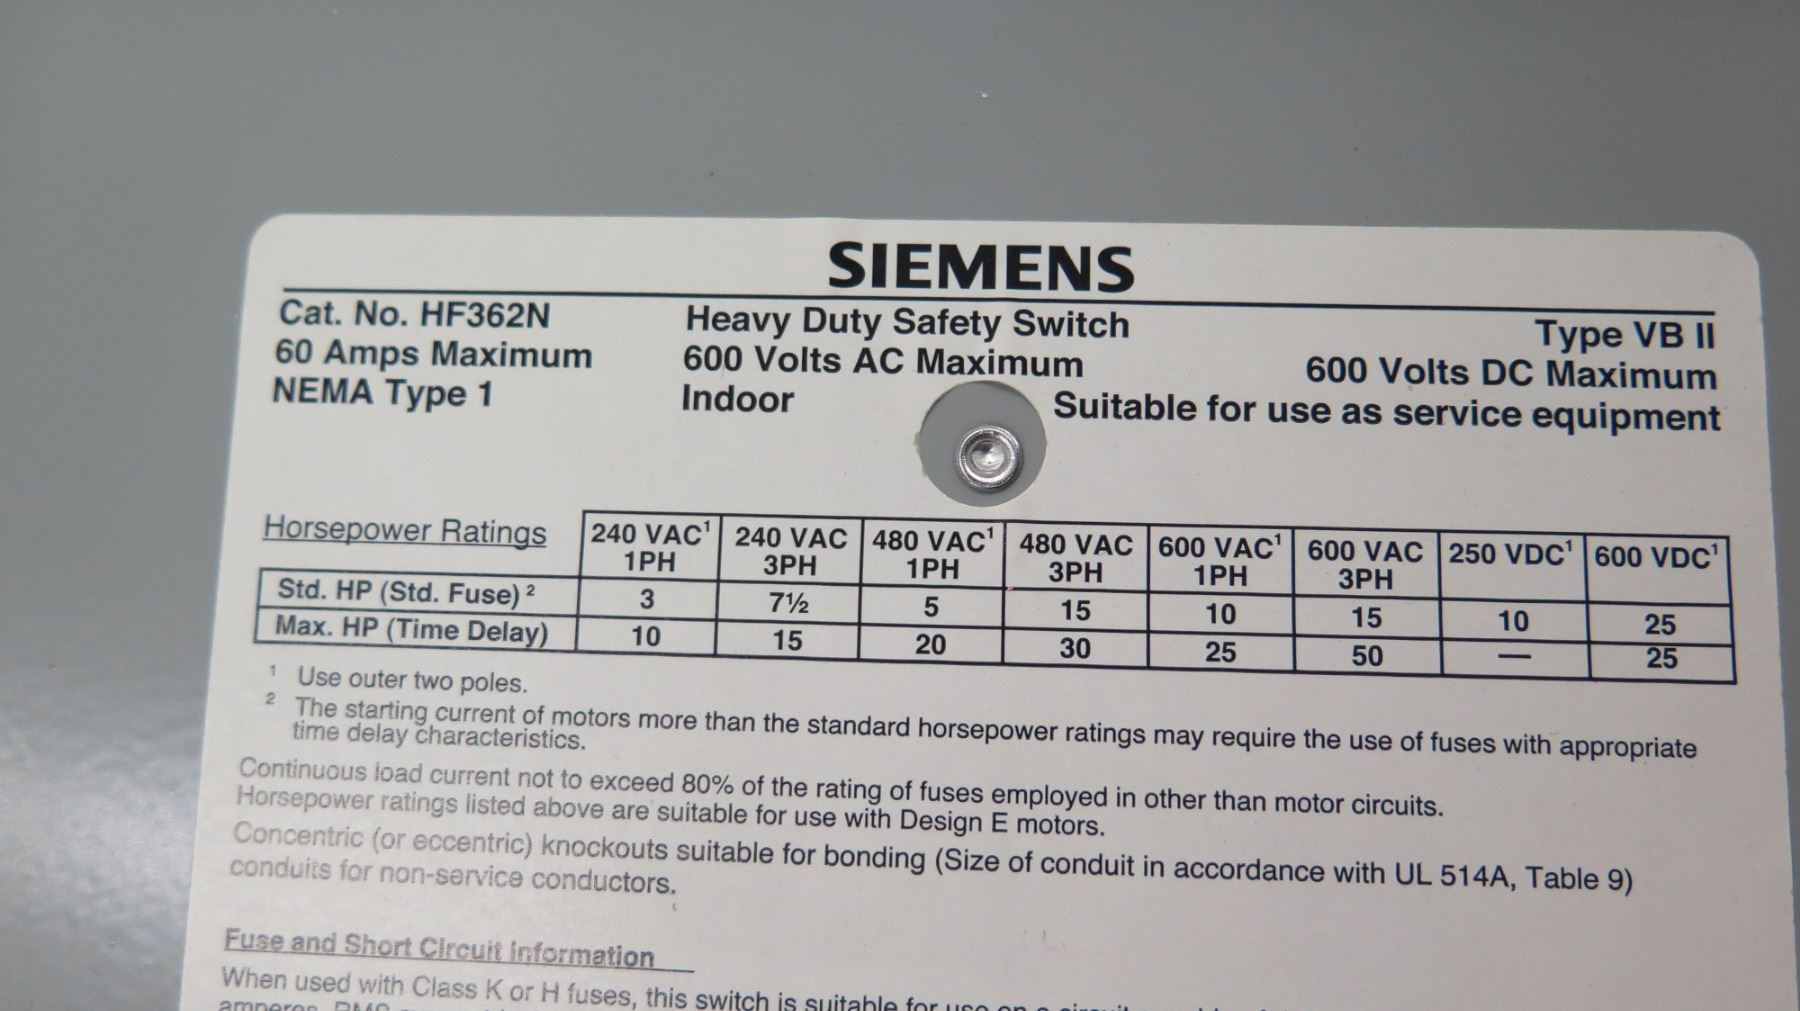 SIEMENS
Cat. No. HF362N Heavy Duty Safety Switch Type VB II
60 Amps Maximum 600 Volts AC Maximum 600 Volts DC Maximum
NEMA Type 1 Indoor Suitable for use as service equipment
Horsepower Ratings 240 VAC¹ 240 VAC 480 VAC¹ 480 VAC 600 VAC¹ 600 VAC 250 VDC¹ 600 VDC¹
1PH 3PH 1PH 3PH 1PH 3PH
Std. HP (Std. Fuse) ² 3 7½ 5 15 10 15 10 25
Max. HP (Time Delay) 10 15 20 30 25 50 — 25
¹ Use outer two poles.
² The starting current of motors more than the standard horsepower ratings may require the use of fuses with appropriate
time delay characteristics.
Continuous load current not to exceed 80% of the rating of fuses employed in other than motor circuits.
Horsepower ratings listed above are suitable for use with Design E motors.
Concentric (or eccentric) knockouts suitable for bonding (Size of conduit in accordance with UL 514A, Table 9)
conduits for non-service conductors.
Fuse and Short Circuit Information
When used with Class K or H fuses, this switch is suitable for use on a circuit
amperes RMS